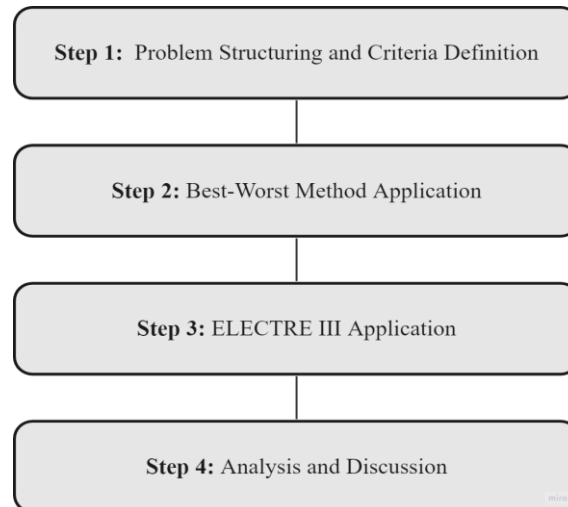 Step 1: Problem Structuring and Criteria Definition
Step 2: Best-Worst Method Application
Step 3: ELECTRE III Application
Step 4: Analysis and Discussion
miro